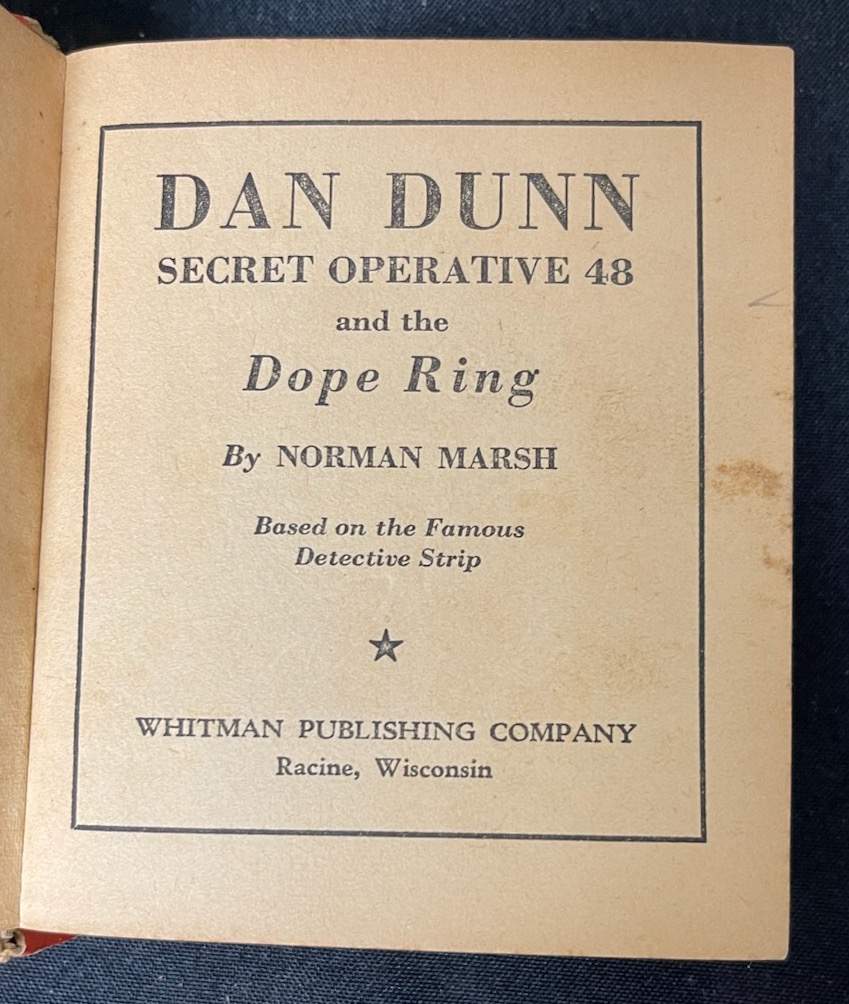 DAN DUNN
SECRET OPERATIVE 48
and the
Dope Ring
By NORMAN MARSH
Based on the Famous
Detective Strip
WHITMAN PUBLISHING COMPANY
Racine, Wisconsin